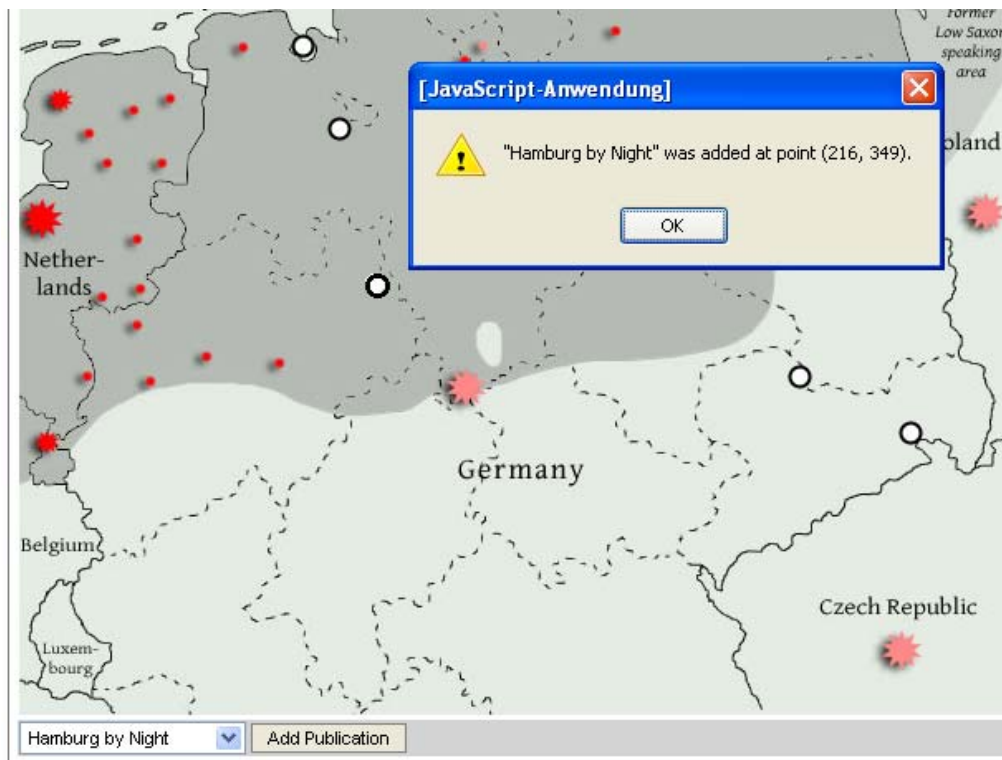 Former
Low Saxon
speaking
area
[JavaScript-Anwendung]
"Hamburg by Night" was added at point (216, 349).
OK
oland
Nether-
lands
Germany
Belgium
Czech Republic
Luxem-
bourg
Hamburg by Night
Add Publication